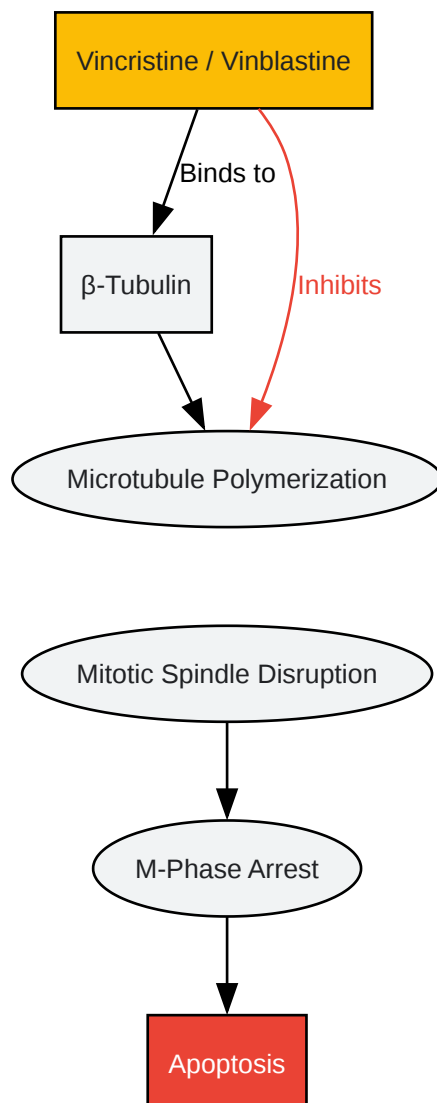 Vincristine / Vinblastine
Binds to
β-Tubulin
Inhibits
Microtubule Polymerization
Mitotic Spindle Disruption
M-Phase Arrest
Apoptosis